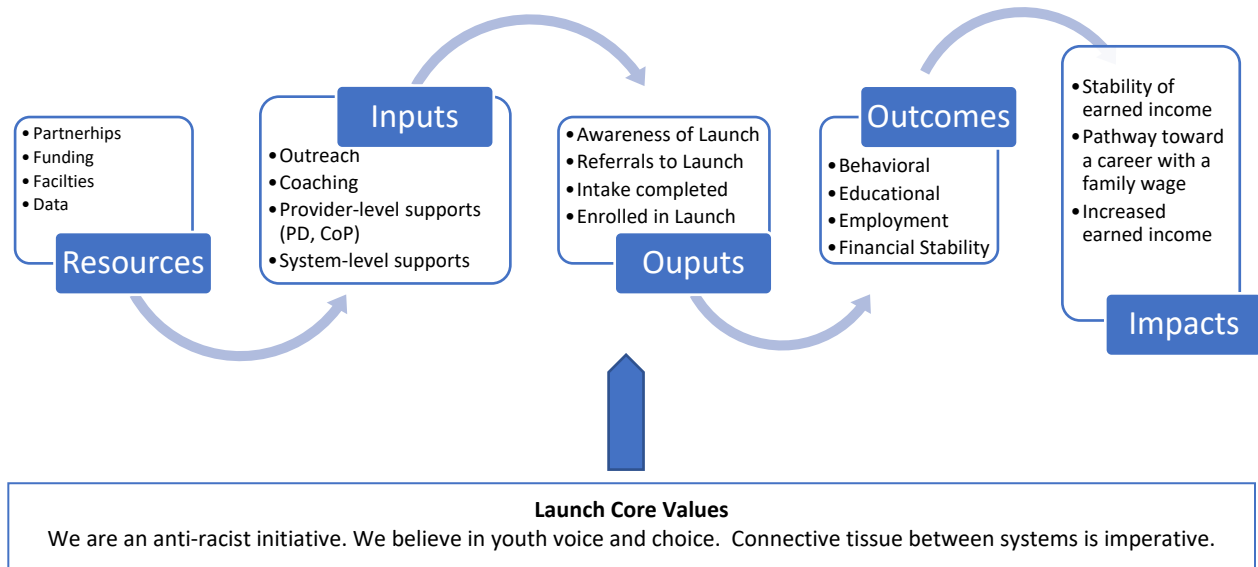 • Partnerhips
• Funding
• Facilties
• Data
Resources
Inputs
• Outreach
• Coaching
• Provider-level supports
(PD, CoP)
• System-level supports
• Awareness of Launch
• Referrals to Launch
• Intake completed
• Enrolled in Launch
Ouputs
Outcomes
• Behavioral
• Educational
• Employment
• Financial Stability
• Stability of
earned income
• Pathway toward
a career with a
family wage
• Increased
earned income
Impacts
Launch Core Values
We are an anti-racist initiative. We believe in youth voice and choice.  Connective tissue between systems is imperative.